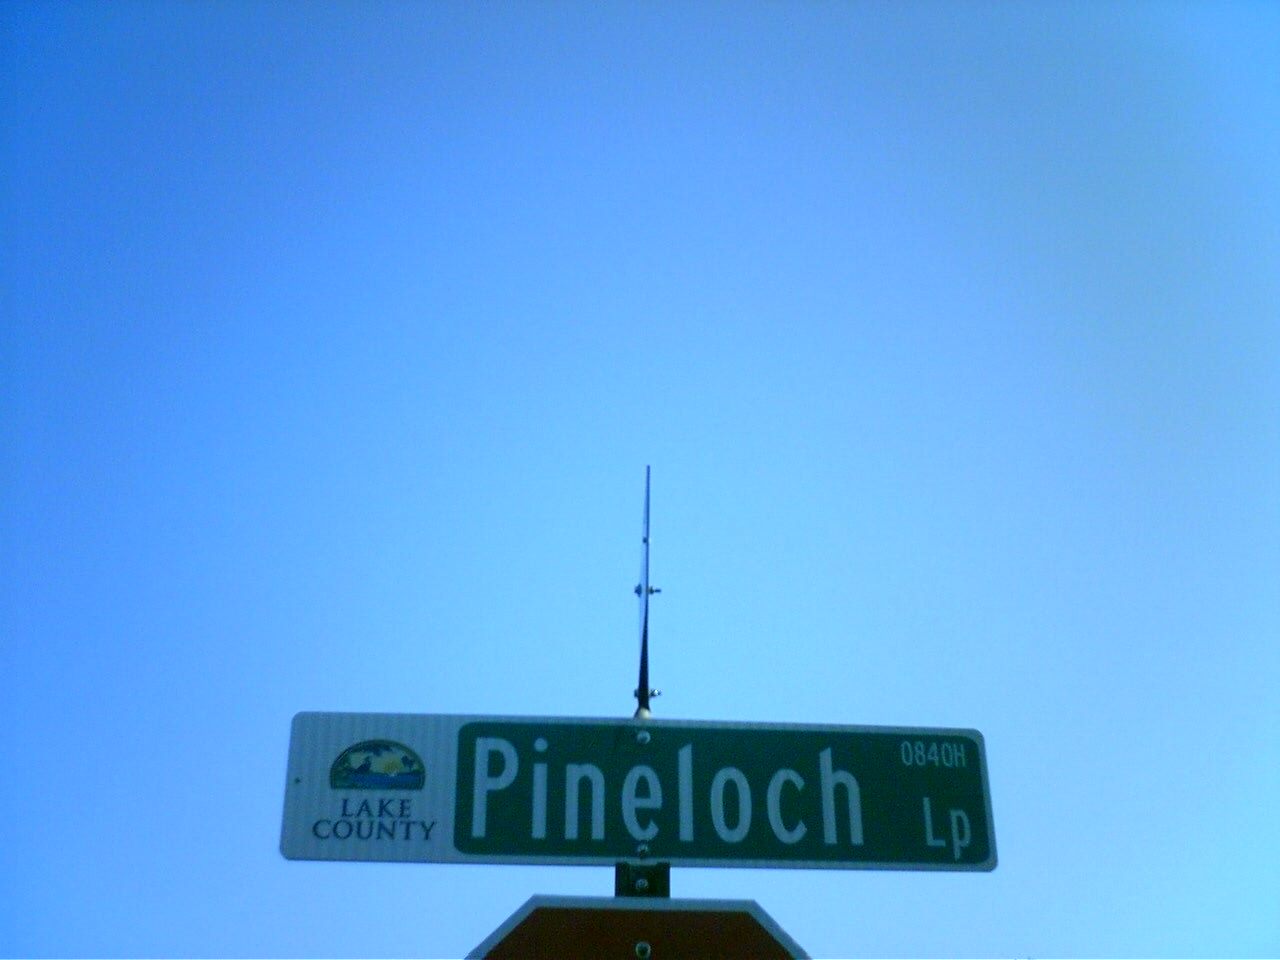 LAKE
COUNTY
Pineloch
0840H
Lp